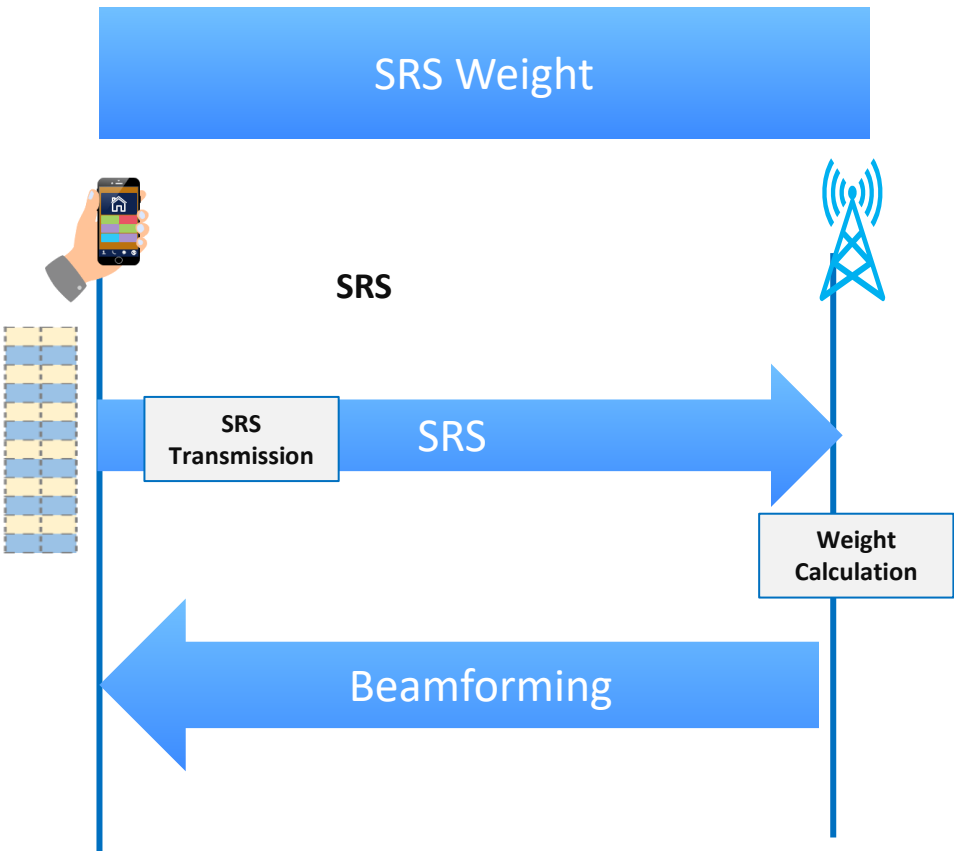 SRS Weight
SRS
SRS
Transmission
SRS
Weight
Calculation
Beamforming